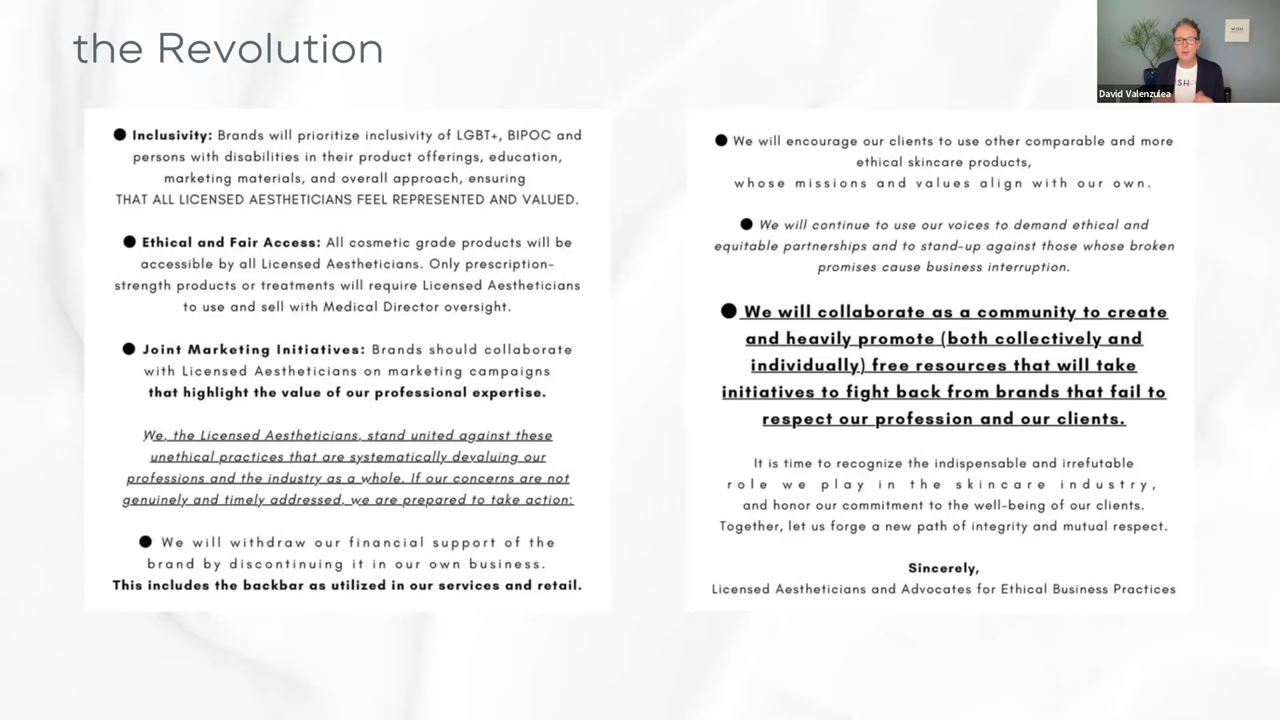 the Revolution
David Valenzulea
● Inclusivity: Brands will prioritize inclusivity of LGBT+, BIPOC and
persons with disabilities in their product offerings, education,
marketing materials, and overall approach, ensuring
THAT ALL LICENSED AESTHETICIANS FEEL REPRESENTED AND VALUED.
● Ethical and Fair Access: All cosmetic grade products will be
accessible by all Licensed Aestheticians. Only prescription-
strength products or treatments will require Licensed Aestheticians
to use and sell with Medical Director oversight.
● Joint Marketing Initiatives: Brands should collaborate
with Licensed Aestheticians on marketing campaigns
that highlight the value of our professional expertise.
We, the Licensed Aestheticians, stand united against these
unethical practices that are systematically devaluing our
professions and the industry as a whole. If our concerns are not
genuinely and timely addressed, we are prepared to take action:
● We will withdraw our financial support of the
brand by discontinuing it in our own business.
This includes the backbar as utilized in our services and retail.
● We will encourage our clients to use other comparable and more
ethical skincare products,
whose missions and values align with our own.
● We will continue to use our voices to demand ethical and
equitable partnerships and to stand-up against those whose broken
promises cause business interruption.
● We will collaborate as a community to create
and heavily promote (both collectively and
individually) free resources that will take
initiatives to fight back from brands that fail to
respect our profession and our clients.
It is time to recognize the indispensable and irrefutable
role we play in the skincare industry,
and honor our commitment to the well-being of our clients.
Together, let us forge a new path of integrity and mutual respect.
Sincerely,
Licensed Aestheticians and Advocates for Ethical Business Practices